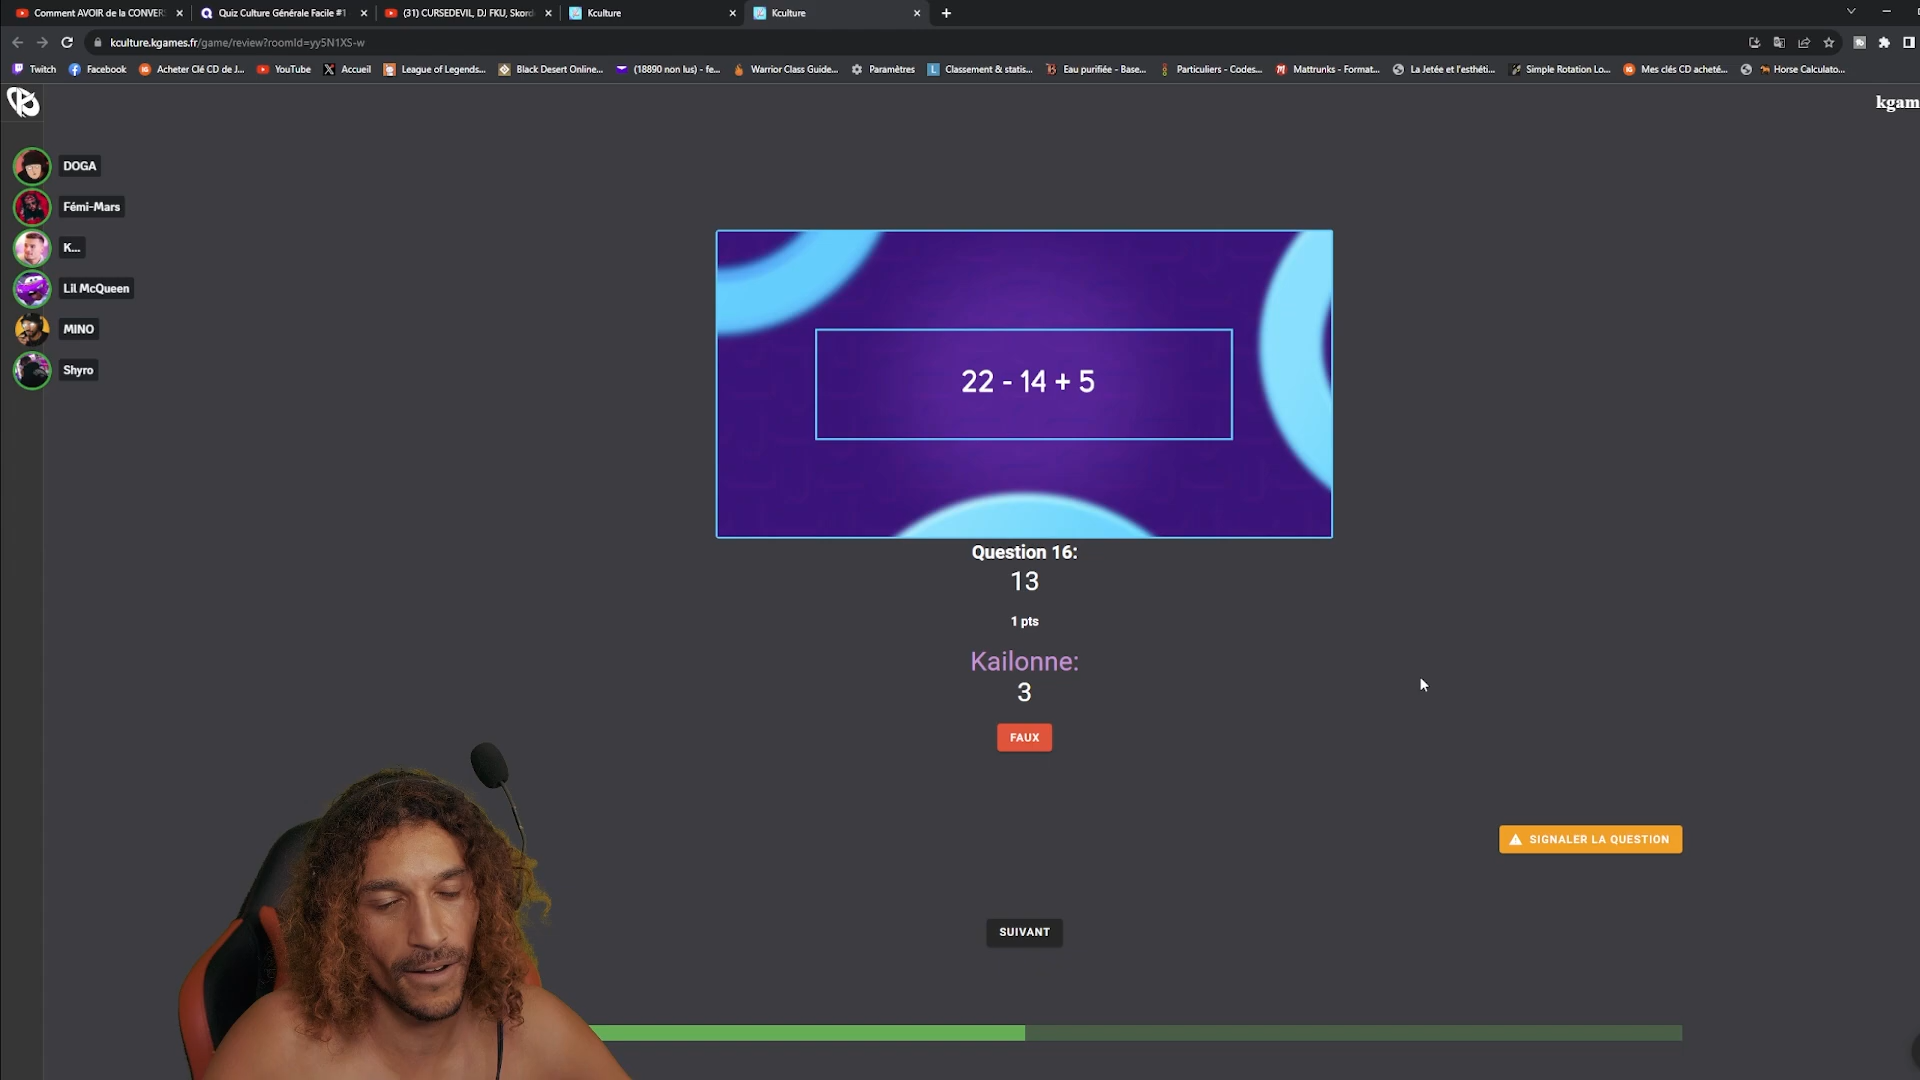 Comment AVOIR de la CONVER
Quiz Culture Générale Facile #1
(31) CURSEDEVIL, DJ FKU, Skord
Kculture
Kculture
kculture.kgames.fr/game/review?roomId=yy5N1XS-w
Twitch
Facebook
Acheter Clé CD de J...
YouTube
Accueil
League of Legends...
Black Desert Online...
(18890 non lus) - fe...
Warrior Class Guide...
Paramètres
Classement & statis...
Eau purifiée - Base...
Particuliers - Codes...
Mattrunks - Format...
La Jetée et l'esthéti...
Simple Rotation Lo...
Mes clés CD acheté...
Horse Calculato...
kgam
DOGA
Fémi-Mars
K...
Lil McQueen
MINO
Shyro
22 - 14 + 5
Question 16:
13
1 pts
Kailonne:
3
FAUX
SIGNALER LA QUESTION
SUIVANT